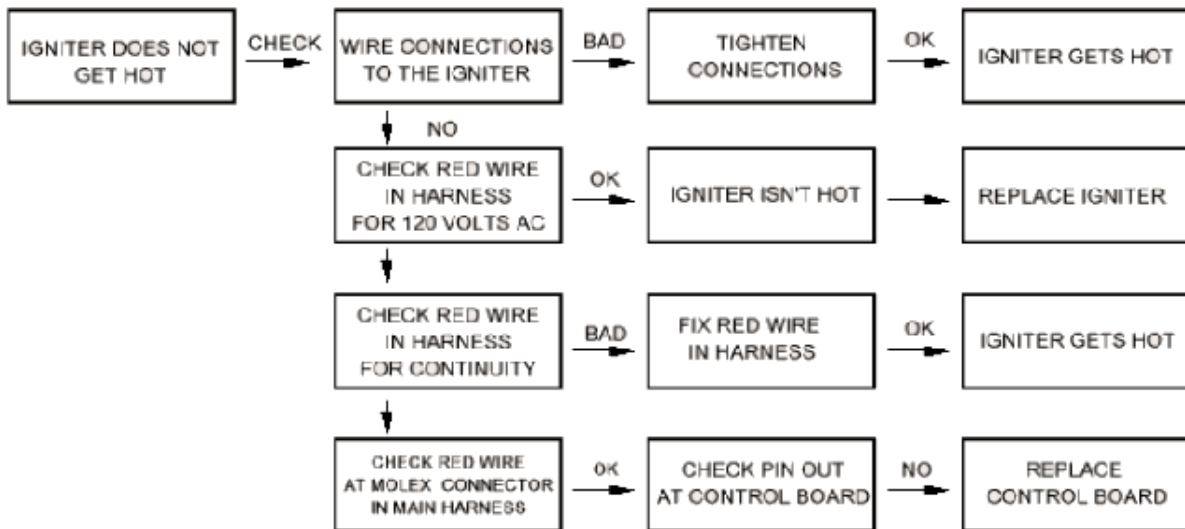 IGNITER DOES NOT
GET HOT
CHECK
WIRE CONNECTIONS
TO THE IGNITER
BAD
TIGHTEN
CONNECTIONS
OK
IGNITER GETS HOT
NO
CHECK RED WIRE
IN HARNESS
FOR 120 VOLTS AC
OK
IGNITER ISN'T HOT
REPLACE IGNITER
CHECK RED WIRE
IN HARNESS
FOR CONTINUITY
BAD
FIX RED WIRE
IN HARNESS
OK
IGNITER GETS HOT
CHECK RED WIRE
AT MOLEX CONNECTOR
IN MAIN HARNESS
OK
CHECK PIN OUT
AT CONTROL BOARD
NO
REPLACE
CONTROL BOARD